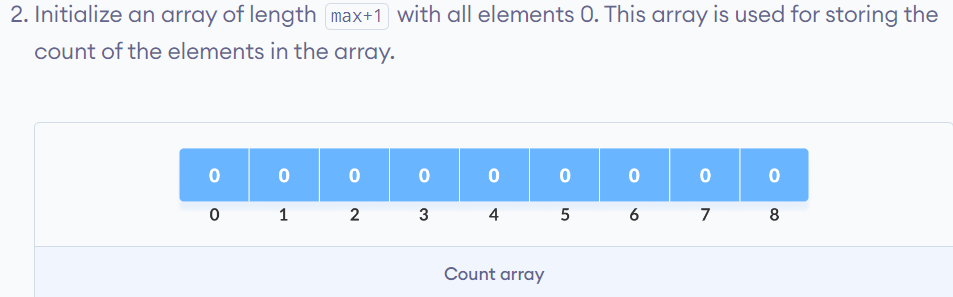 2. Initialize an array of length max+1 with all elements 0. This array is used for storing the
count of the elements in the array.
0 0 0 0 0 0 0 0 0
0 1 2 3 4 5 6 7 8
Count array